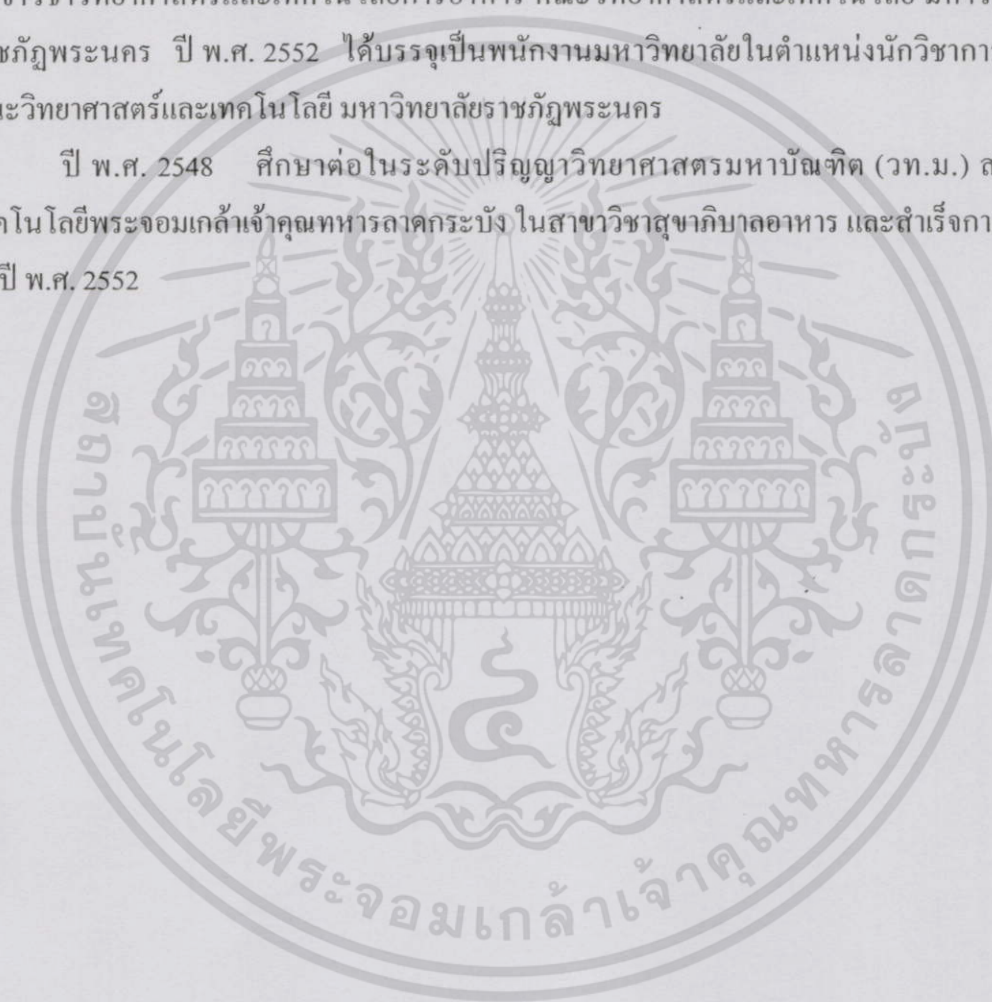 ชภัฏพระนคร ปี พ.ศ. 2552 ได้บรรจุเป็นพนักงานมหาวิทยาลัยในตำแหน่งนักวิชากา
ะวิทยาศาสตร์และเทคโนโลยี มหาวิทยาลัยราชภัฏพระนคร
ปี พ.ศ. 2548 ศึกษาต่อในระดับปริญญาวิทยาศาสตรมหาบัณฑิต (วท.ม.) ส
คโนโลยีพระจอมเกล้าเจ้าคุณทหารลาดกระบัง ในสาขาวิชาสุขาภิบาลอาหาร และสำเร็จกา
ปี พ.ศ. 2552
สถาบันเทคโนโลยีพระจอมเกล้าเจ้าคุณทหารลาดกระบัง